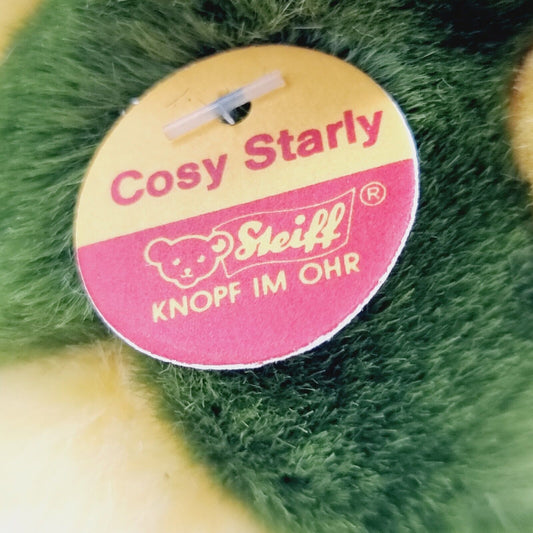 Cosy Starly
Steiff ®
KNOPF IM OHR